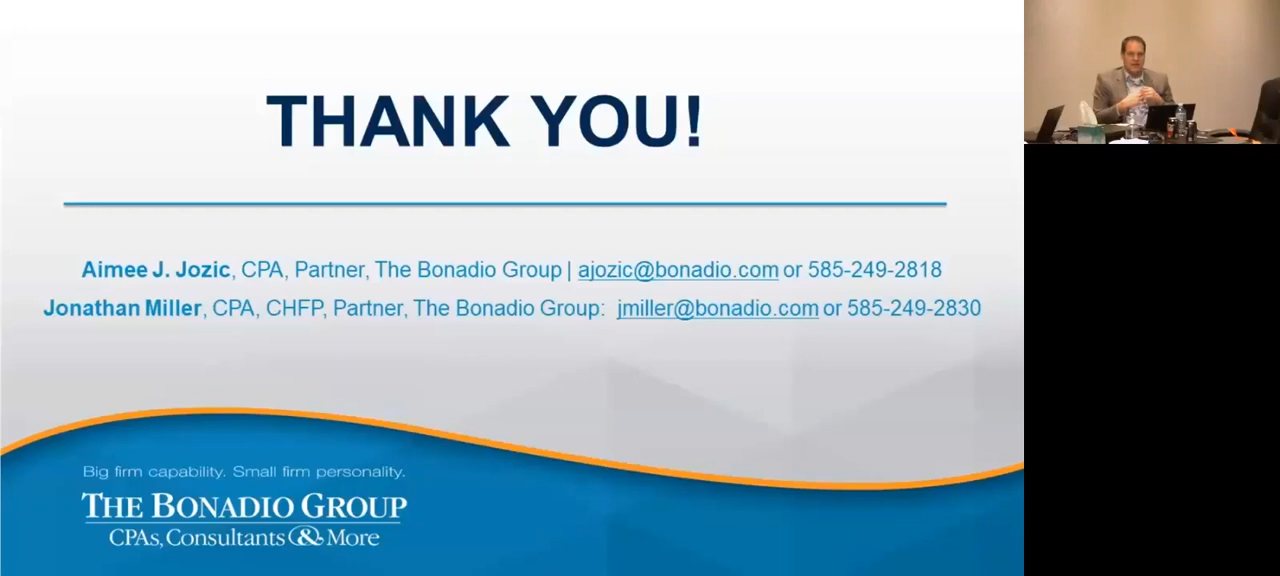 THANK YOU!
Aimee J. Jozic, CPA, Partner, The Bonadio Group | ajozic@bonadio.com or 585-249-2818
Jonathan Miller, CPA, CHFP, Partner, The Bonadio Group: jmiller@bonadio.com or 585-249-2830
Big firm capability. Small firm personality.
THE BONADIO GROUP
CPAs, Consultants & More